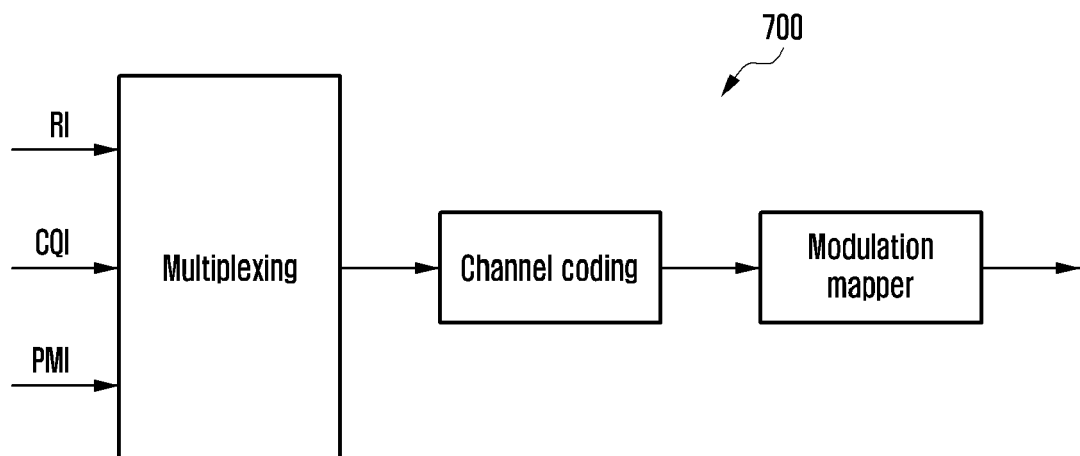 700
RI
CQI
PMI
Multiplexing
Channel coding
Modulation
mapper